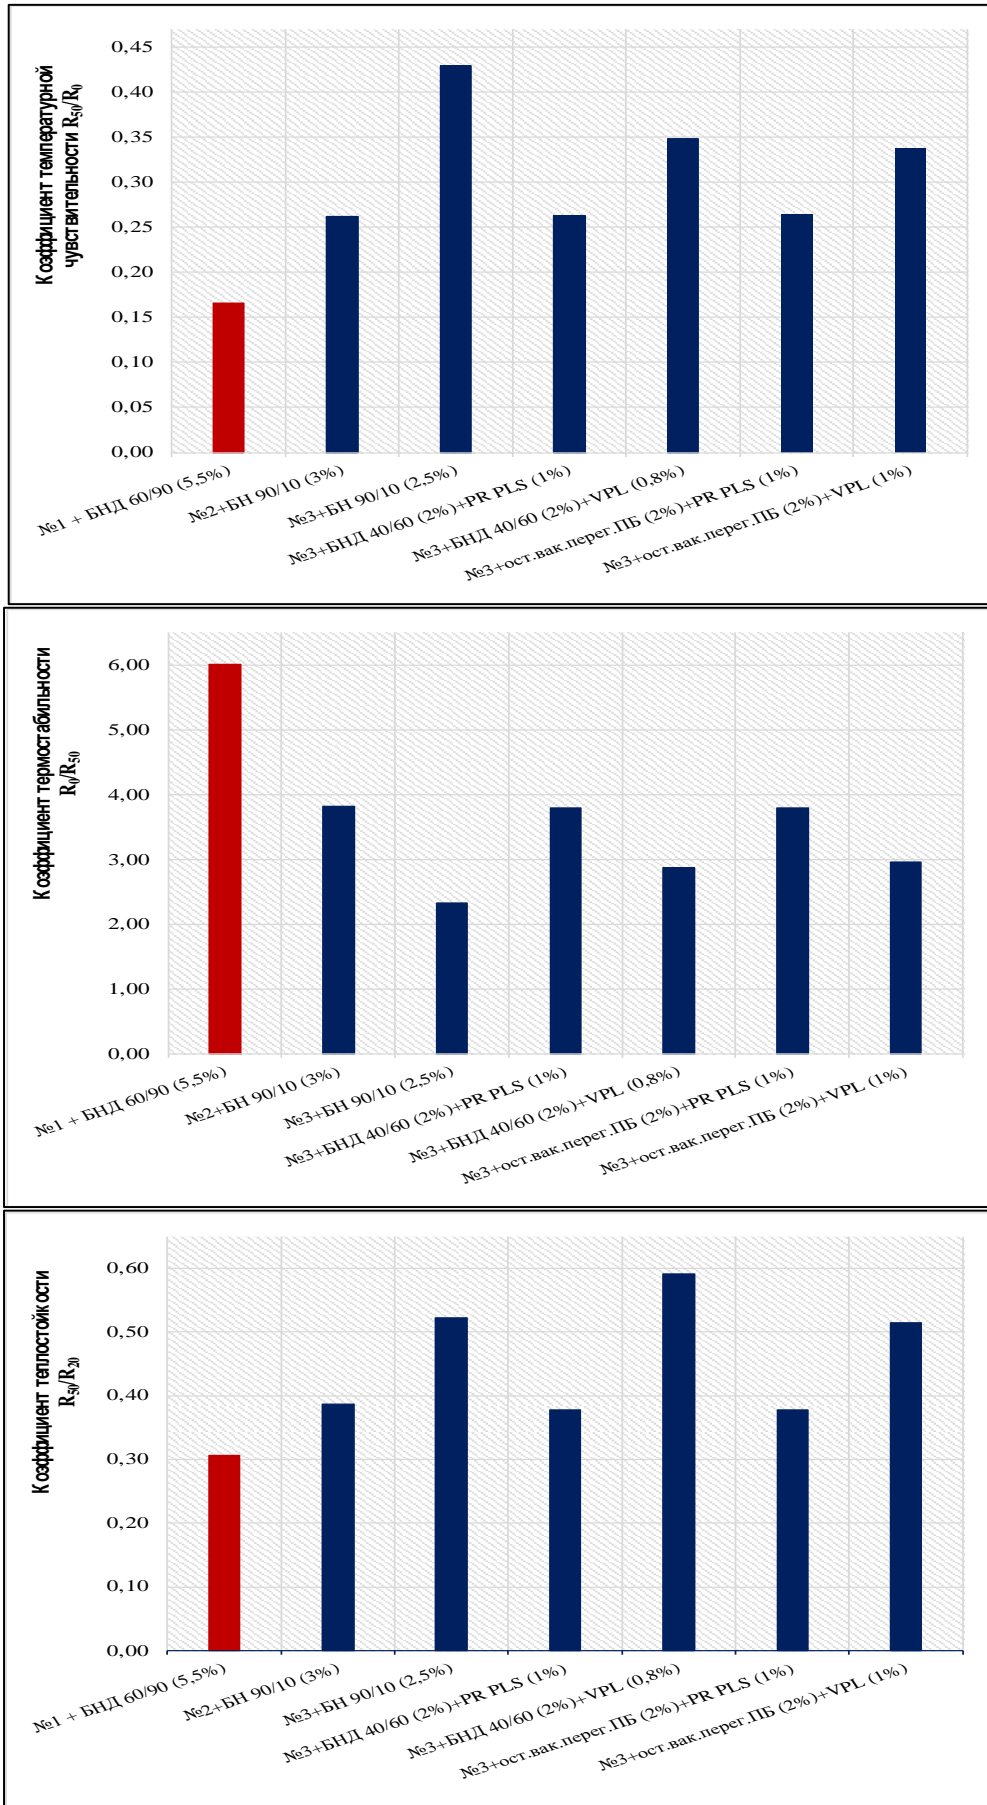 Коэффициент температурной
чувствительности R50/R0
0,45
0,40
0,35
0,30
0,25
0,20
0,15
0,10
0,05
0,00
№1 + БНД 60/90 (5,5%)
№2+БН 90/10 (3%)
№3+БН 90/10 (2,5%)
№3+БНД 40/60 (2%)+PR PLS (1%)
№3+БНД 40/60 (2%)+VPL (0,8%)
№3+ост.вак.перег.ПБ (2%)+PR PLS (1%)
№3+ост.вак.перег.ПБ (2%)+VPL (1%)
Коэффициент термостабильности
R0/R50
6,00
5,00
4,00
3,00
2,00
1,00
0,00
№1 + БНД 60/90 (5,5%)
№2+БН 90/10 (3%)
№3+БН 90/10 (2,5%)
№3+БНД 40/60 (2%)+PR PLS (1%)
№3+БНД 40/60 (2%)+VPL (0,8%)
№3+ост.вак.перег.ПБ (2%)+PR PLS (1%)
№3+ост.вак.перег.ПБ (2%)+VPL (1%)
Коэффициент теплостойкости
R50/R20
0,60
0,50
0,40
0,30
0,20
0,10
0,00
№1 + БНД 60/90 (5,5%)
№2+БН 90/10 (3%)
№3+БН 90/10 (2,5%)
№3+БНД 40/60 (2%)+PR PLS (1%)
№3+БНД 40/60 (2%)+VPL (0,8%)
№3+ост.вак.перег.ПБ (2%)+PR PLS (1%)
№3+ост.вак.перег.ПБ (2%)+VPL (1%)